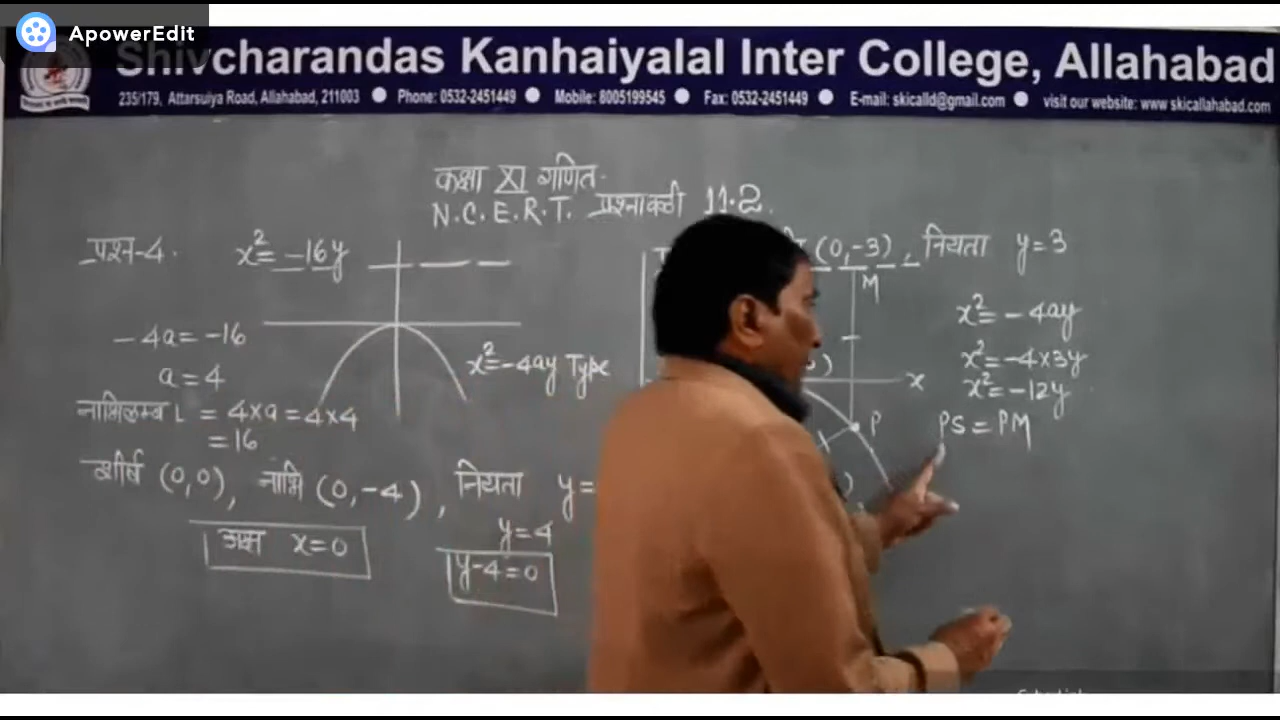 ApowerEdit
Shivcharandas Kanhaiyalal Inter College, Allahabad
235/179, Attarsuiya Road, Allahabad, 211003 ● Phone: 0532-2451449 ● Mobile: 8005199545 ● Fax: 0532-2451449 ● E-mail: skicalld@gmail.com ● visit our website: www.skicallahabad.com
कक्षा XI गणित.
N.C.E.R.T. प्रश्नावली 11.2.
प्रश्न-4. x²=-16y
-4a=-16
a=4
x²=-4ay Type
नाभिलम्ब L = 4×a = 4×4
=16
शीर्ष (0,0), नाभि (0,-4), नियता y=
y=4
अक्ष x=0
y-4=0
(0,-3), नियता y=3
M
x²=-4ay
x²=-4×3y
x
x²=-12y
P
PS=PM